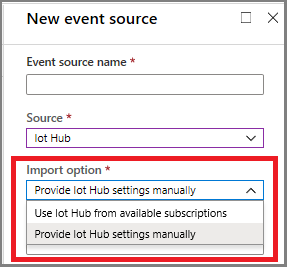 New event source
Event source name *
Source *
Iot Hub
Import option *
Provide Iot Hub settings manually
Use Iot Hub from available subscriptions
Provide Iot Hub settings manually